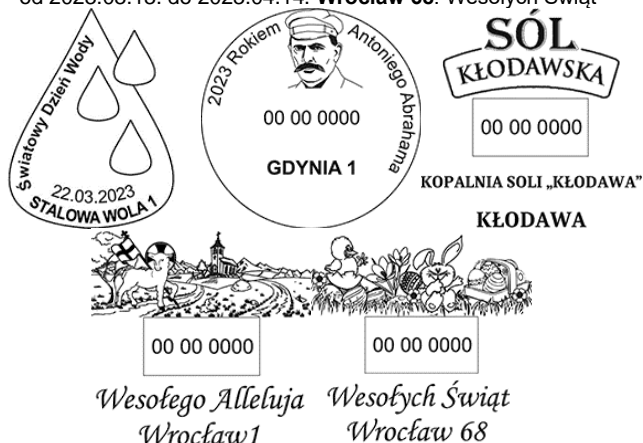 od 2023.03.13. do 2023.04.14. Wrocław 68. Wesołych Świąt
Światowy Dzień Wody
22.03.2023
STALOWA WOLA 1
2023 Rokiem Antoniego Abrahama
00 00 0000
GDYNIA 1
SÓL
KŁODAWSKA
00 00 0000
KOPALNIA SOLI „KŁODAWA”
KŁODAWA
00 00 0000
Wesołego Alleluja
Wrocław1
00 00 0000
Wesołych Świąt
Wrocław 68